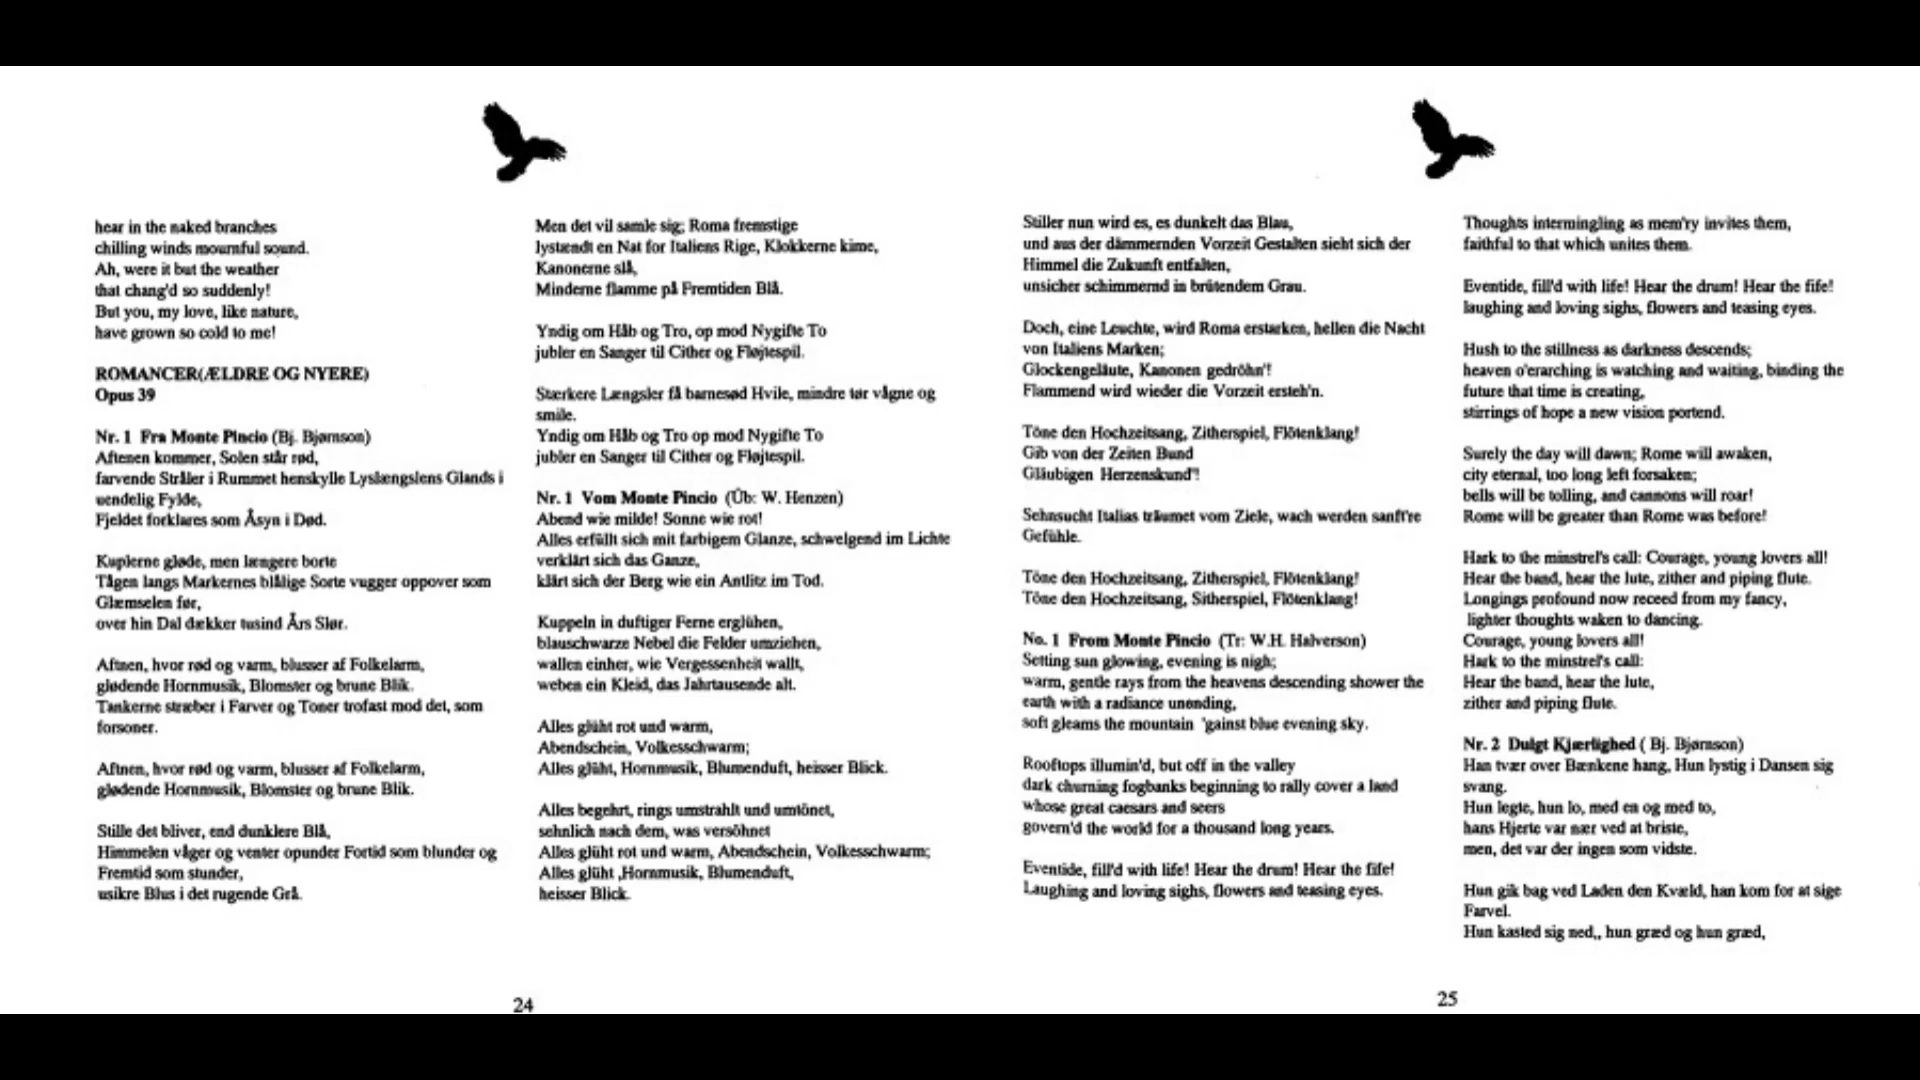 hear in the naked branches
chilling winds mournful sound.
Ah, were it but the weather
that chang'd so suddenly!
But you, my love, like nature,
have grown so cold to me!
ROMANCER(ÆLDRE OG NYERE)
Opus 39
Nr. 1 Fra Monte Pincio (Bj. Bjørnson)
Aftenen kommer, Solen står rød,
farvende Stråler i Rummet henskylle Lyslængslens Glands i
uendelig Fylde,
Fjeldet forklares som Åsyn i Død.
Kuplerne gløde, men længere borte
Tågen langs Markernes blålige Sorte vugger oppover som
Glæmselen før,
over hin Dal dækker tusind Års Slør.
Aftnen, hvor rød og varm, blusser af Folkelarm,
glødende Hornmusik, Blomster og brune Blik.
Tankerne stræber i Farver og Toner trofast mod det, som
forsoner.
Aftnen, hvor rød og varm, blusser af Folkelarm,
glødende Hornmusik, Blomster og brune Blik.
Stille det bliver, end dunklere Blå,
Himmelen våger og venter opunder Fortid som blunder og
Fremtid som stunder,
usikre Blus i det rugende Grå.
Men det vil samle sig; Roma fremstige
lystændt en Nat for Italiens Rige, Klokkerne kime,
Kanonerne slå,
Minderne flamme på Fremtiden Blå.
Yndig om Håb og Tro, op mod Nygifte To
jubler en Sanger til Cither og Fløjtespil.
Stærkere Længsler få barnesød Hvile, mindre tør vågne og
smile.
Yndig om Håb og Tro op mod Nygifte To
jubler en Sanger til Cither og Fløjtespil.
Nr. 1 Vom Monte Pincio (Üb: W. Henzen)
Abend wie milde! Sonne wie rot!
Alles erfüllt sich mit farbigem Glanze, schwelgend im Lichte
verklärt sich das Ganze,
klärt sich der Berg wie ein Antlitz im Tod.
Kuppeln in duftiger Ferne erglühen,
blauschwarze Nebel die Felder umziehen,
wallen einher, wie Vergessenheit wallt,
weben ein Kleid, das Jahrtausende alt.
Alles glüht rot und warm,
Abendschein, Volkesschwarm;
Alles glüht, Hornmusik, Blumenduft, heisser Blick.
Alles begehrt, rings umstrahlt und umtönet,
sehnlich nach dem, was versöhnet
Alles glüht rot und warm, Abendschein, Volkesschwarm;
Alles glüht ,Hornmusik, Blumenduft,
heisser Blick.
24
Stiller nun wird es, es dunkelt das Blau,
und aus der dämmernden Vorzeit Gestalten sieht sich der
Himmel die Zukunft entfalten,
unsicher schimmernd in brütendem Grau.
Doch, eine Leuchte, wird Roma erstarken, hellen die Nacht
von Italiens Marken;
Glockengeläute, Kanonen gedröhn'!
Flammend wird wieder die Vorzeit ersteh'n.
Töne den Hochzeitsang, Zitherspiel, Flötenklang!
Gib von der Zeiten Bund
Gläubigen Herzenskund'!
Sehnsucht Italias träumet vom Ziele, wach werden sanft're
Gefühle.
Töne den Hochzeitsang, Zitherspiel, Flötenklang!
Töne den Hochzeitsang, Sitherspiel, Flötenklang!
No. 1 From Monte Pincio (Tr: W.H. Halverson)
Setting sun glowing, evening is nigh;
warm, gentle rays from the heavens descending shower the
earth with a radiance unending,
soft gleams the mountain 'gainst blue evening sky.
Rooftops illumin'd, but off in the valley
dark churning fogbanks beginning to rally cover a land
whose great caesars and seers
govern'd the world for a thousand long years.
Eventide, fill'd with life! Hear the drum! Hear the fife!
Laughing and loving sighs, flowers and teasing eyes.
Thoughts intermingling as mem'ry invites them,
faithful to that which unites them.
Eventide, fill'd with life! Hear the drum! Hear the fife!
laughing and loving sighs, flowers and teasing eyes.
Hush to the stillness as darkness descends;
heaven o'erarching is watching and waiting, binding the
future that time is creating,
stirrings of hope a new vision portend.
Surely the day will dawn; Rome will awaken,
city eternal, too long left forsaken;
bells will be tolling, and cannons will roar!
Rome will be greater than Rome was before!
Hark to the minstrel's call: Courage, young lovers all!
Hear the band, hear the lute, zither and piping flute.
Longings profound now receed from my fancy,
lighter thoughts waken to dancing.
Courage, young lovers all!
Hark to the minstrel's call:
Hear the band, hear the lute,
zither and piping flute.
Nr. 2 Dulgt Kjærlighed ( Bj. Bjørnson)
Han tvær over Bænkene hang, Hun lystig i Dansen sig
svang.
Hun legte, hun lo, med en og med to,
hans Hjerte var nær ved at briste,
men, det var der ingen som vidste.
Hun gik bag ved Laden den Kvæld, han kom for at sige
Farvel.
Hun kasted sig ned,, hun græd og hun græd,
25